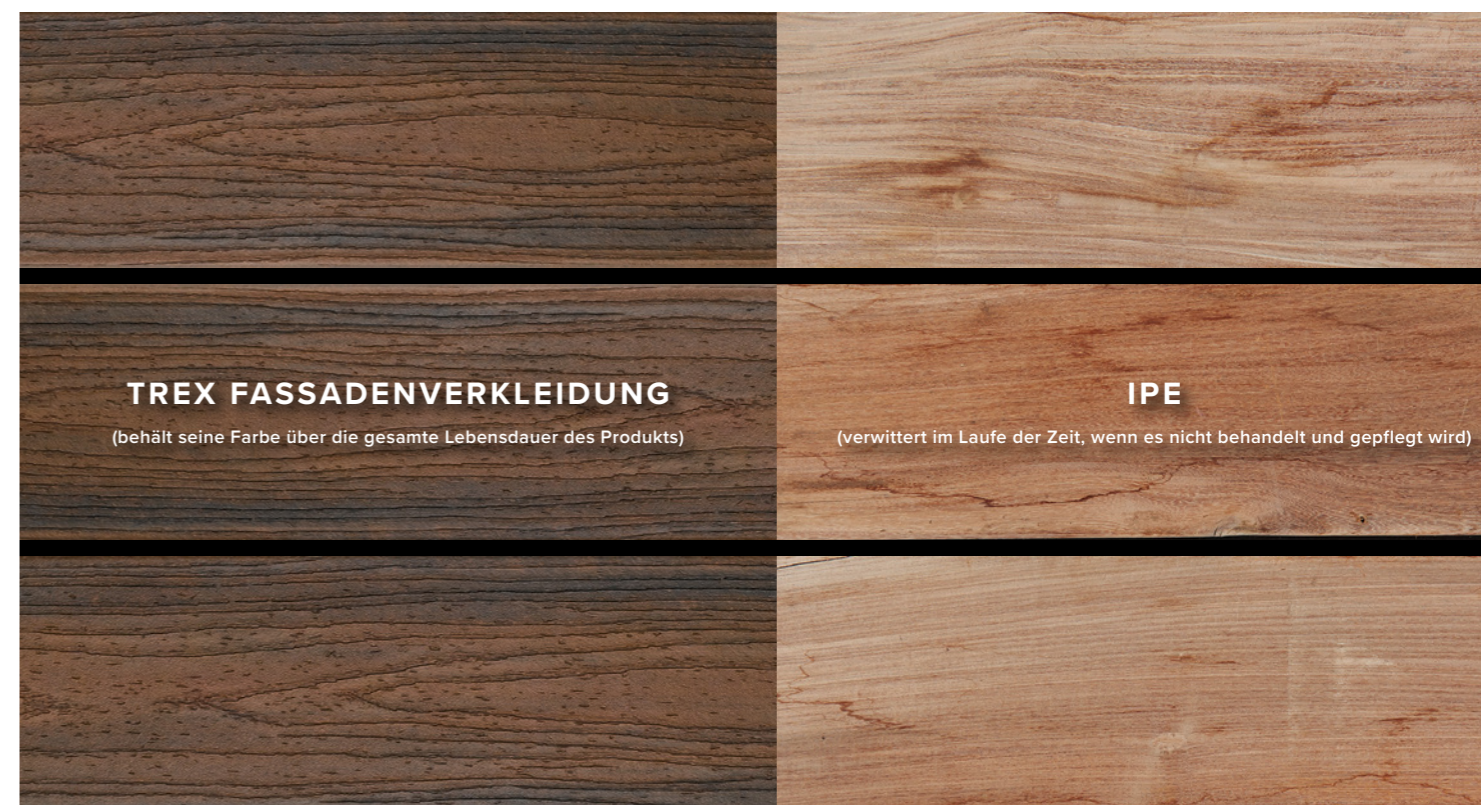 TREX FASSADENVERKLEIDUNG
(behält seine Farbe über die gesamte Lebensdauer des Produkts)
IPE
(verwittert im Laufe der Zeit, wenn es nicht behandelt und gepflegt wird)